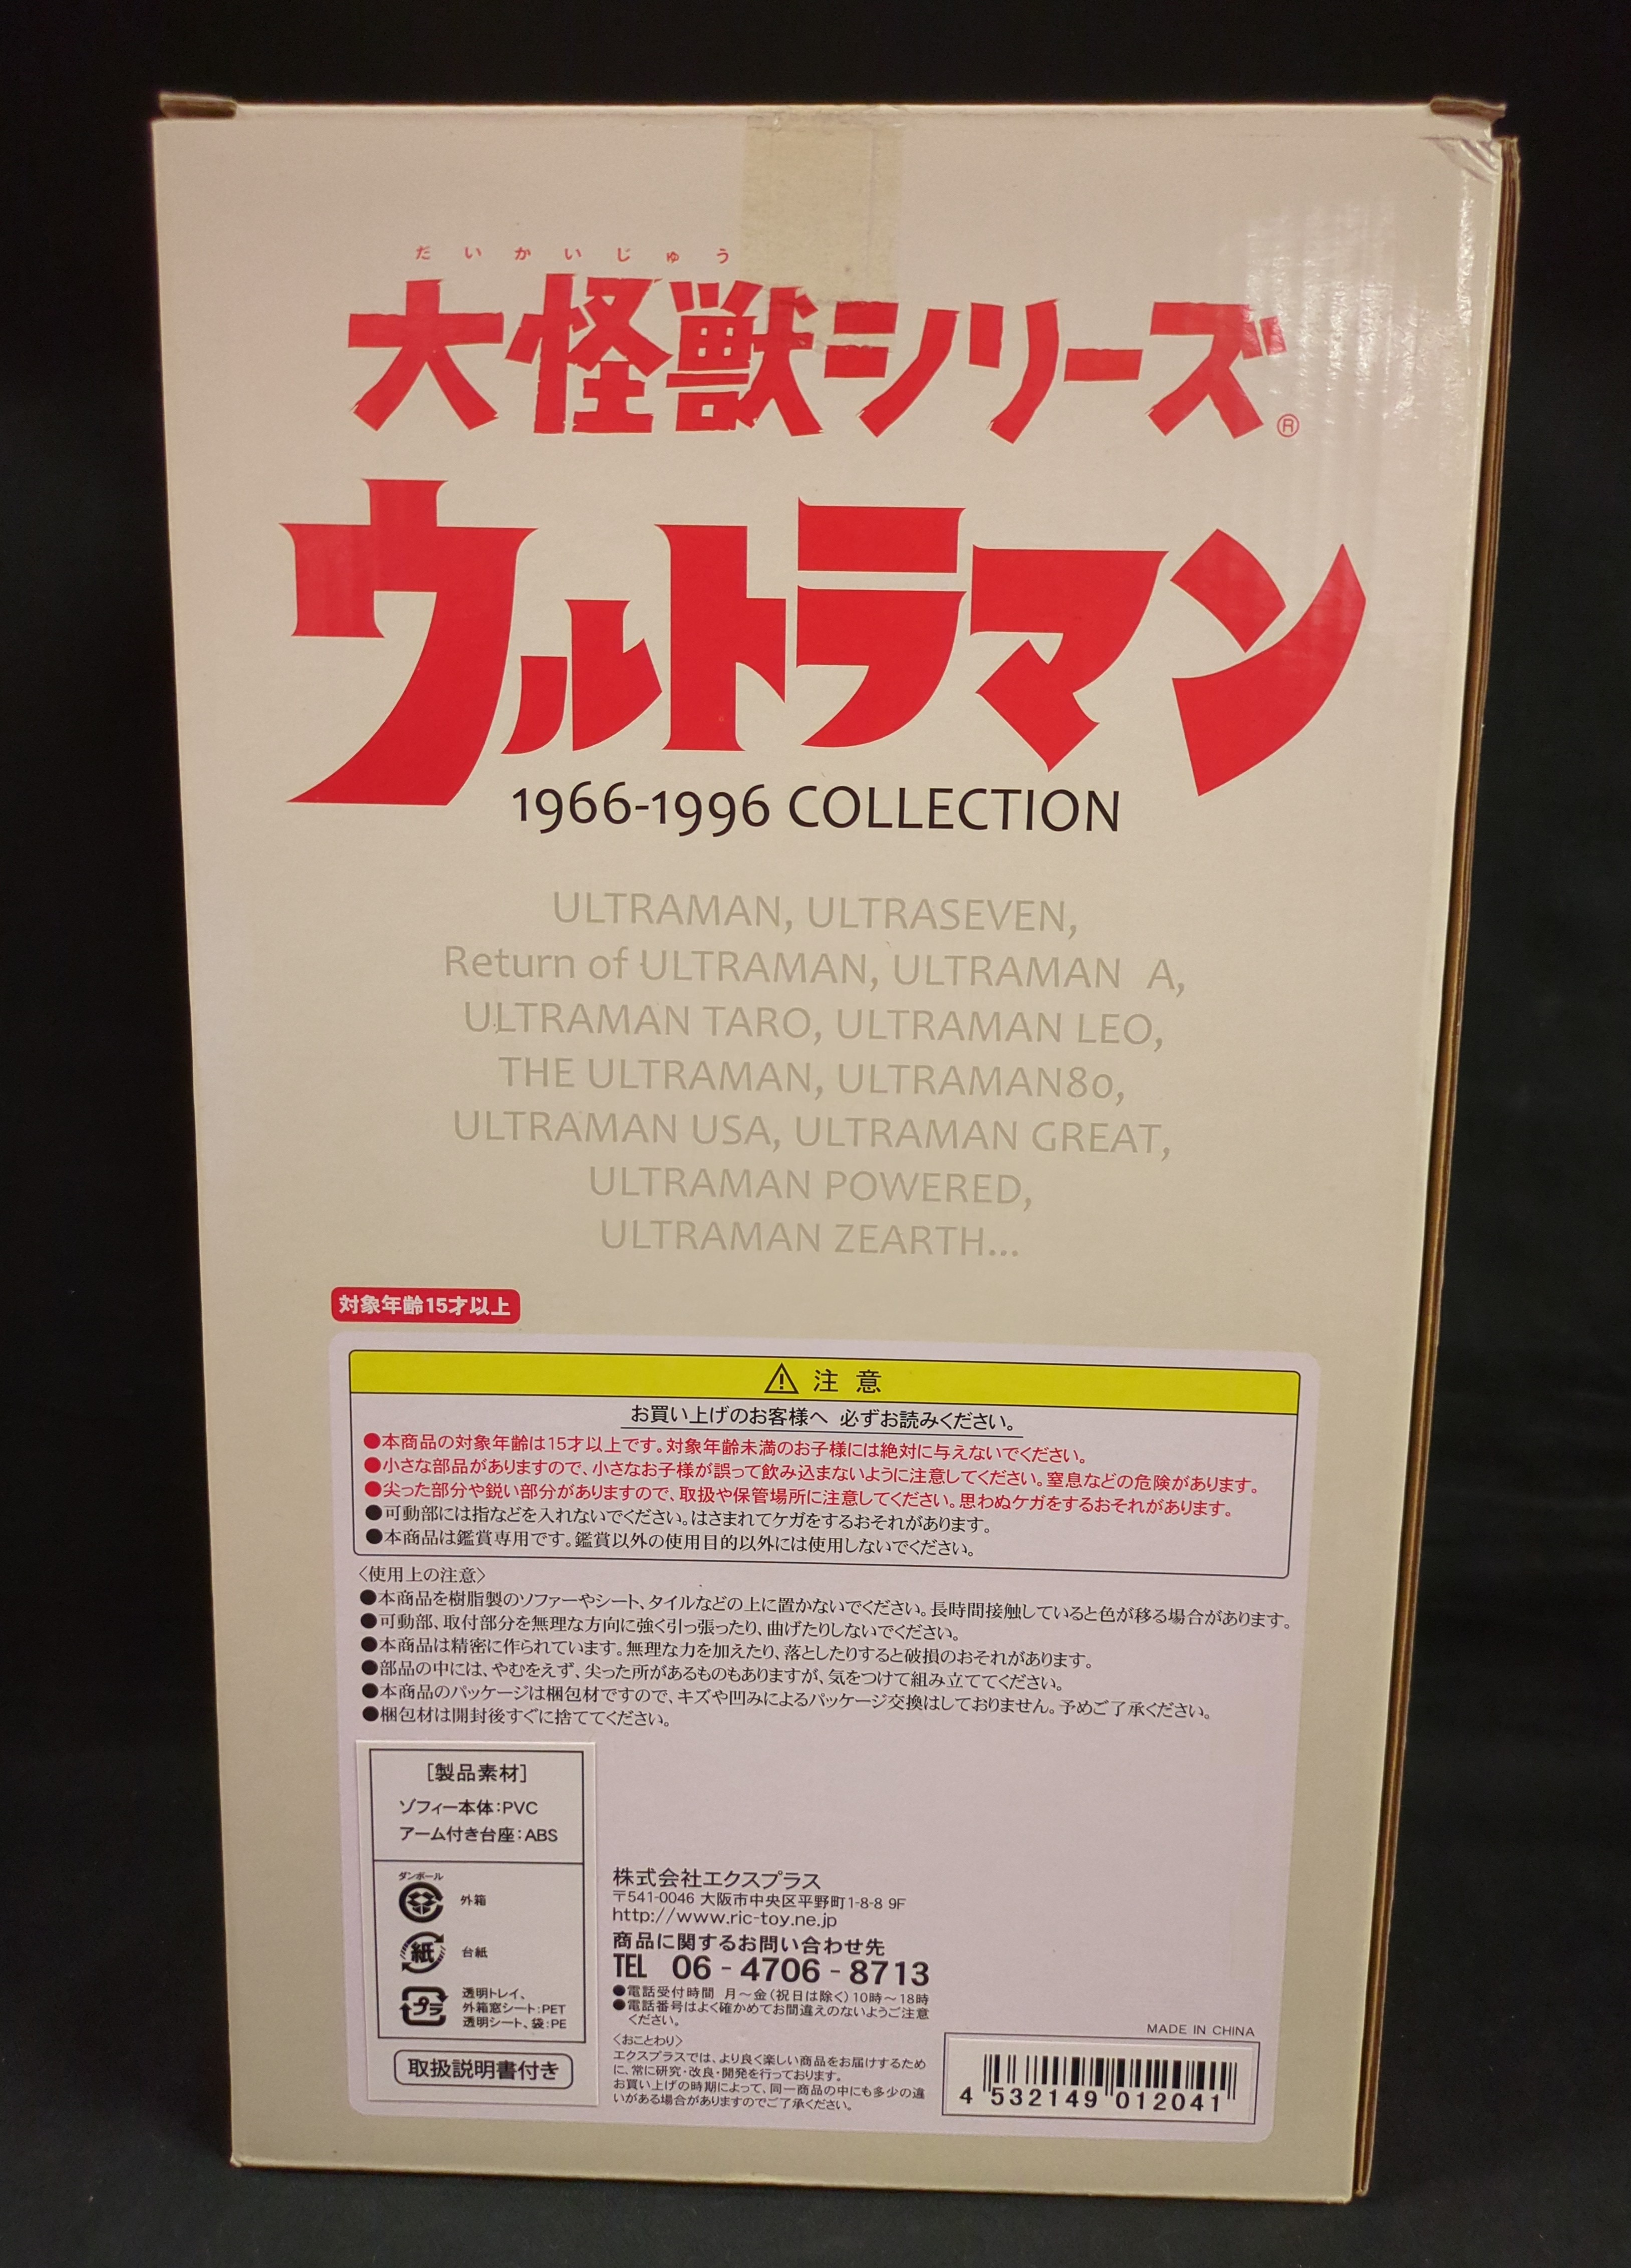 だいかいじゅう
大怪獣シリーズ®
ウルトラマン
1966-1996 COLLECTION
ULTRAMAN, ULTRASEVEN,
Return of ULTRAMAN, ULTRAMAN A,
ULTRAMAN TARO, ULTRAMAN LEO,
THE ULTRAMAN, ULTRAMAN80,
ULTRAMAN USA, ULTRAMAN GREAT,
ULTRAMAN POWERED,
ULTRAMAN ZEARTH...
対象年齢15才以上
⚠ 注 意
お買い上げのお客様へ 必ずお読みください。
●本商品の対象年齢は15才以上です。対象年齢未満のお子様には絶対に与えないでください。
●小さな部品がありますので、小さなお子様が誤って飲み込まないように注意してください。窒息などの危険があります。
●尖った部分や鋭い部分がありますので、取扱や保管場所に注意してください。思わぬケガをするおそれがあります。
●可動部には指などを入れないでください。はさまれてケガをするおそれがあります。
●本商品は鑑賞専用です。鑑賞以外の使用目的以外には使用しないでください。
〈使用上の注意〉
●本商品を樹脂製のソファーやシート、タイルなどの上に置かないでください。長時間接触していると色が移る場合があります。
●可動部、取付部分を無理な方向に強く引っ張ったり、曲げたりしないでください。
●本商品は精密に作られています。無理な力を加えたり、落としたりすると破損のおそれがあります。
●部品の中には、やむをえず、尖った所があるものもありますが、気をつけて組み立ててください。
●本商品のパッケージは梱包材ですので、キズや凹みによるパッケージ交換はしておりません。予めご了承ください。
●梱包材は開封後すぐに捨ててください。
[製品素材]
ゾフィー本体:PVC
アーム付き台座:ABS
ダンボール
外箱
紙
台紙
プラ
透明トレイ、
外箱窓シート:PET
透明シート、袋:PE
取扱説明書付き
株式会社エクスプラス
〒541-0046 大阪市中央区平野町1-8-8 9F
http://www.ric-toy.ne.jp
商品に関するお問い合わせ先
TEL 06-4706-8713
●電話受付時間 月～金(祝日は除く)10時～18時
●電話番号はよく確かめてお間違えのないようご注意
ください。
〈おことわり〉
エクスプラスでは、より良く楽しい商品をお届けするため
に、常に研究・改良・開発を行っております。
お買い上げの時期によって、同一商品の中にも多少の違
いがある場合がありますのでご了承ください。
MADE IN CHINA
4 532149 012041